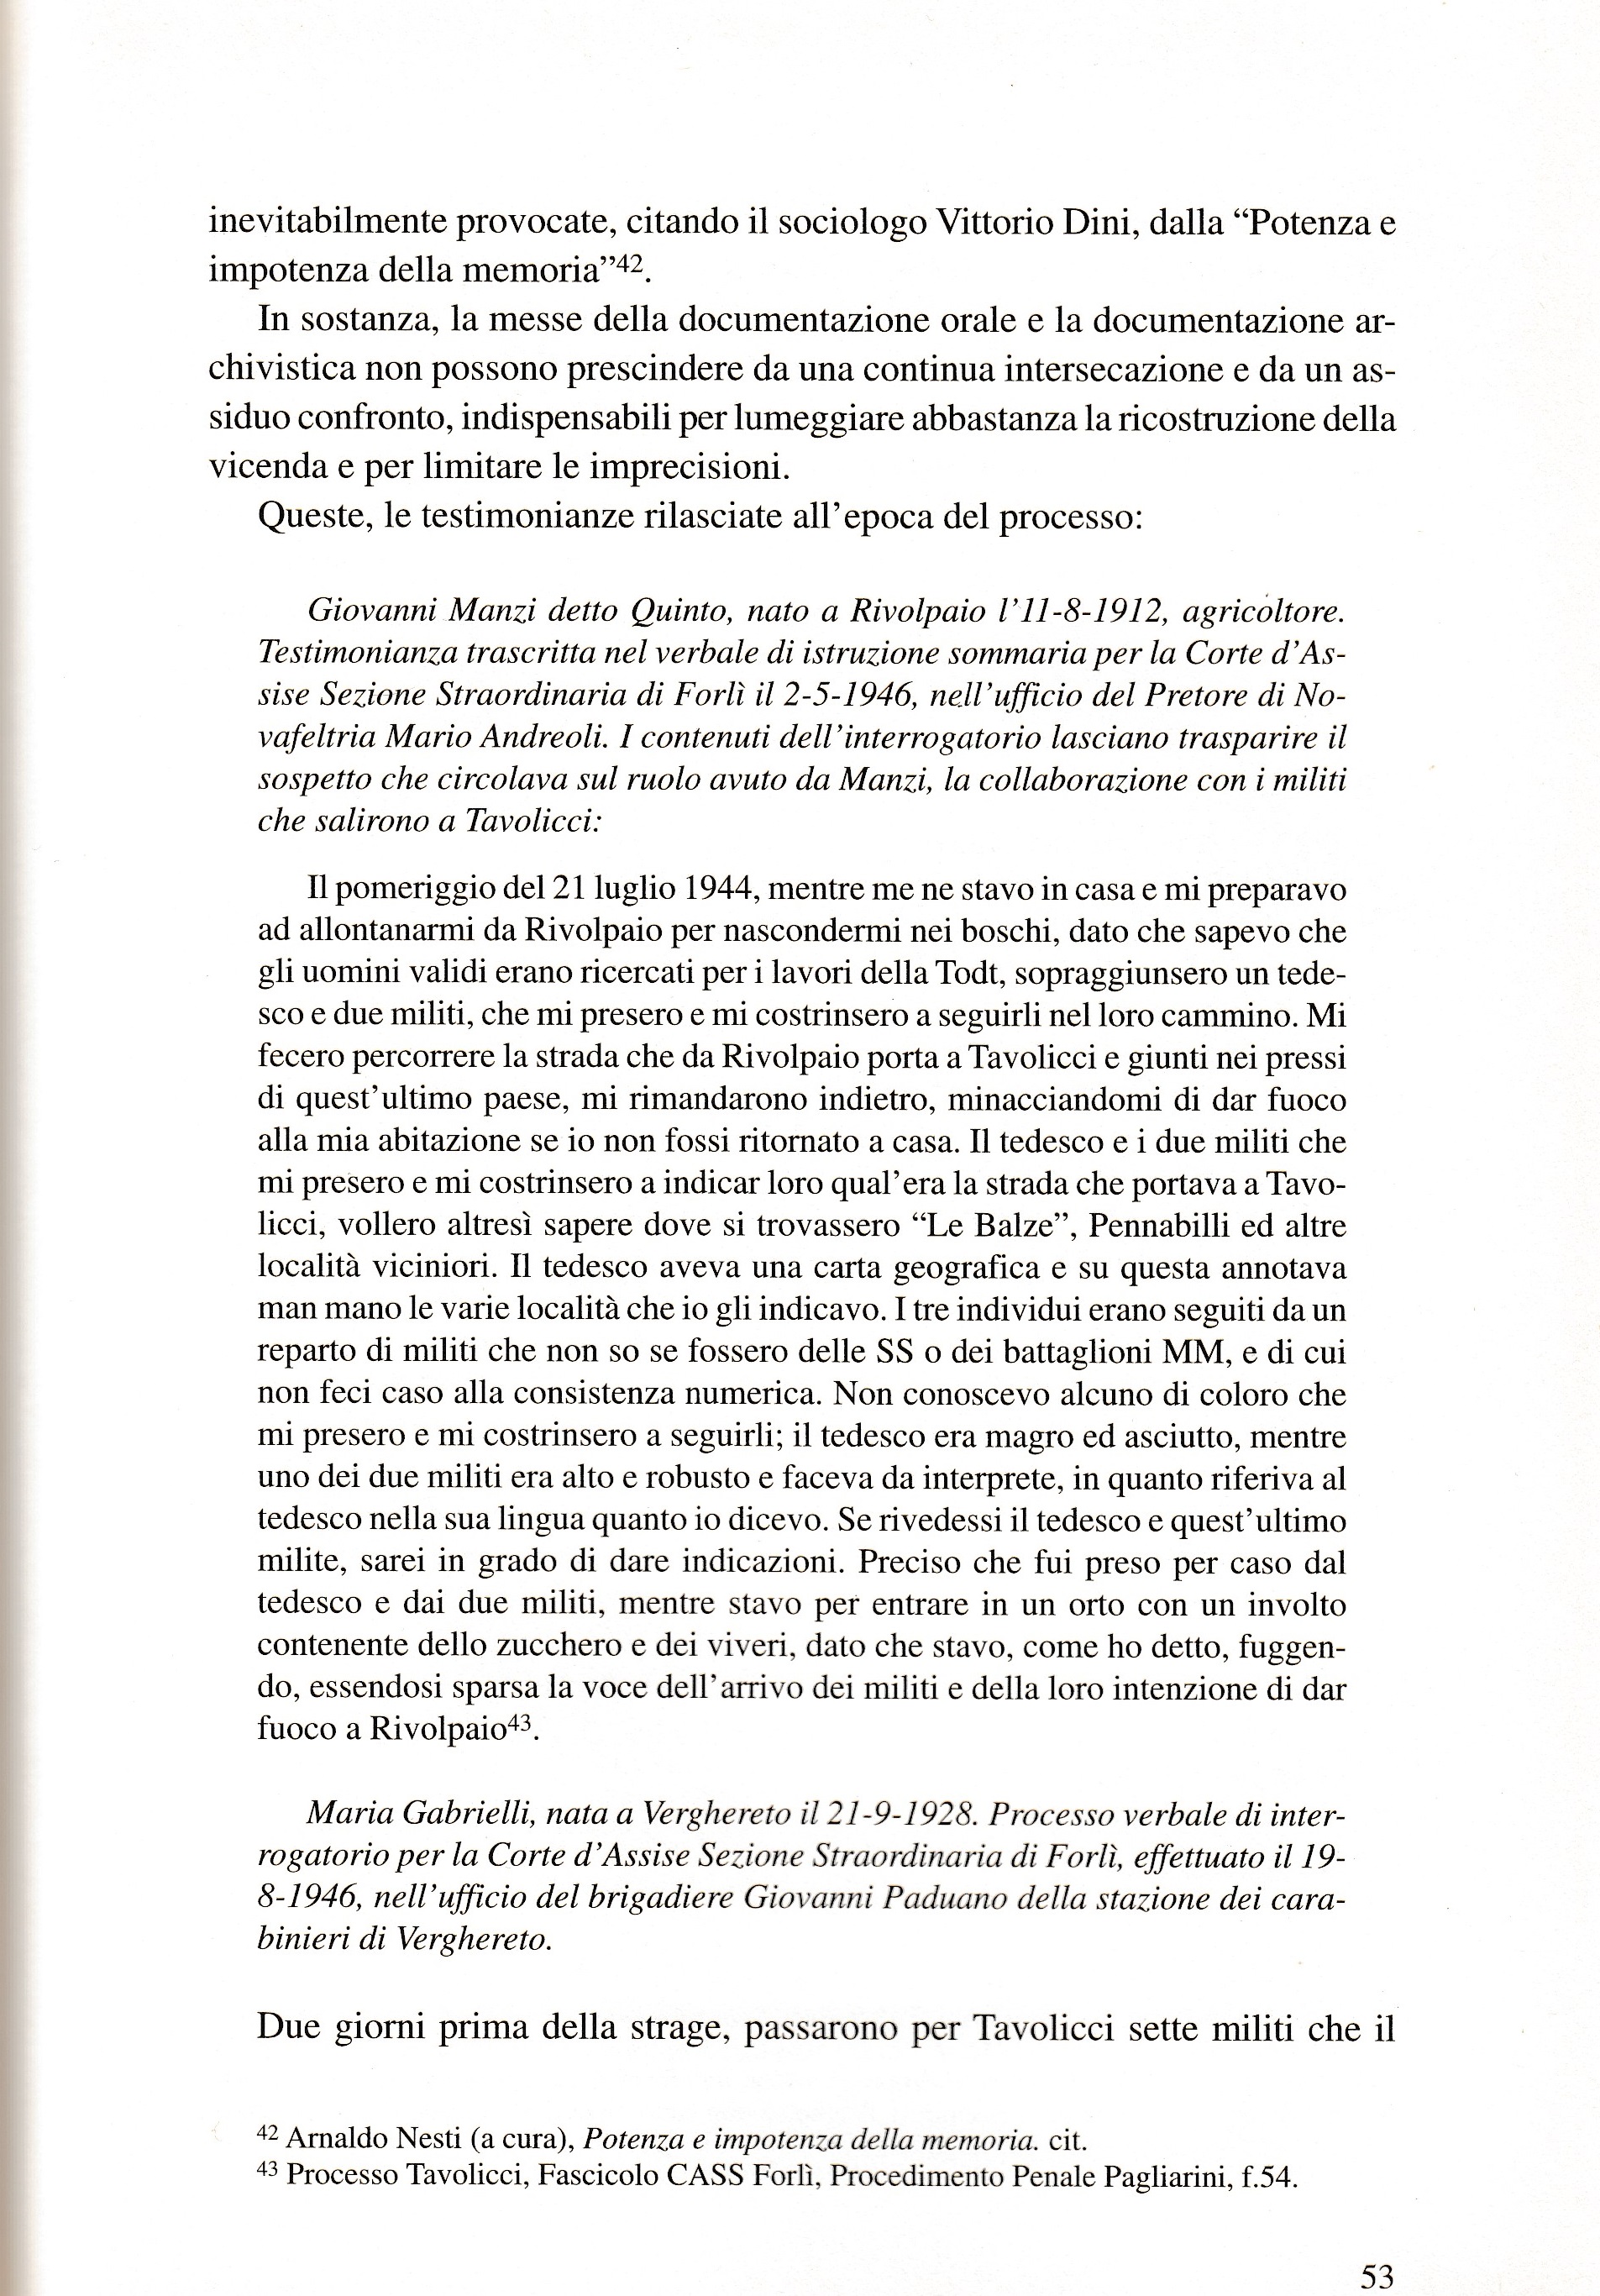 inevitabilmente provocate, citando il sociologo Vittorio Dini, dalla “Potenza e
impotenza della memoria”42.
In sostanza, la messe della documentazione orale e la documentazione ar-
chivistica non possono prescindere da una continua intersecazione e da un as-
siduo confronto, indispensabili per lumeggiare abbastanza la ricostruzione della
vicenda e per limitare le imprecisioni.
Queste, le testimonianze rilasciate all’epoca del processo:
Giovanni Manzi detto Quinto, nato a Rivolpaio l’11-8-1912, agricoltore.
Testimonianza trascritta nel verbale di istruzione sommaria per la Corte d’As-
sise Sezione Straordinaria di Forlì il 2-5-1946, nell’ufficio del Pretore di No-
vafeltria Mario Andreoli. I contenuti dell’interrogatorio lasciano trasparire il
sospetto che circolava sul ruolo avuto da Manzi, la collaborazione con i militi
che salirono a Tavolicci:
Il pomeriggio del 21 luglio 1944, mentre me ne stavo in casa e mi preparavo
ad allontanarmi da Rivolpaio per nascondermi nei boschi, dato che sapevo che
gli uomini validi erano ricercati per i lavori della Todt, sopraggiunsero un tede-
sco e due militi, che mi presero e mi costrinsero a seguirli nel loro cammino. Mi
fecero percorrere la strada che da Rivolpaio porta a Tavolicci e giunti nei pressi
di quest’ultimo paese, mi rimandarono indietro, minacciandomi di dar fuoco
alla mia abitazione se io non fossi ritornato a casa. Il tedesco e i due militi che
mi presero e mi costrinsero a indicar loro qual’era la strada che portava a Tavo-
licci, vollero altresì sapere dove si trovassero “Le Balze”, Pennabilli ed altre
località viciniori. Il tedesco aveva una carta geografica e su questa annotava
man mano le varie località che io gli indicavo. I tre individui erano seguiti da un
reparto di militi che non so se fossero delle SS o dei battaglioni MM, e di cui
non feci caso alla consistenza numerica. Non conoscevo alcuno di coloro che
mi presero e mi costrinsero a seguirli; il tedesco era magro ed asciutto, mentre
uno dei due militi era alto e robusto e faceva da interprete, in quanto riferiva al
tedesco nella sua lingua quanto io dicevo. Se rivedessi il tedesco e quest’ultimo
milite, sarei in grado di dare indicazioni. Preciso che fui preso per caso dal
tedesco e dai due militi, mentre stavo per entrare in un orto con un involto
contenente dello zucchero e dei viveri, dato che stavo, come ho detto, fuggen-
do, essendosi sparsa la voce dell’arrivo dei militi e della loro intenzione di dar
fuoco a Rivolpaio43.
Maria Gabrielli, nata a Verghereto il 21-9-1928. Processo verbale di inter-
rogatorio per la Corte d’Assise Sezione Straordinaria di Forlì, effettuato il 19-
8-1946, nell’ufficio del brigadiere Giovanni Paduano della stazione dei cara-
binieri di Verghereto.
Due giorni prima della strage, passarono per Tavolicci sette militi che il
42 Arnaldo Nesti (a cura), Potenza e impotenza della memoria. cit.
43 Processo Tavolicci, Fascicolo CASS Forlì, Procedimento Penale Pagliarini, f.54.
53